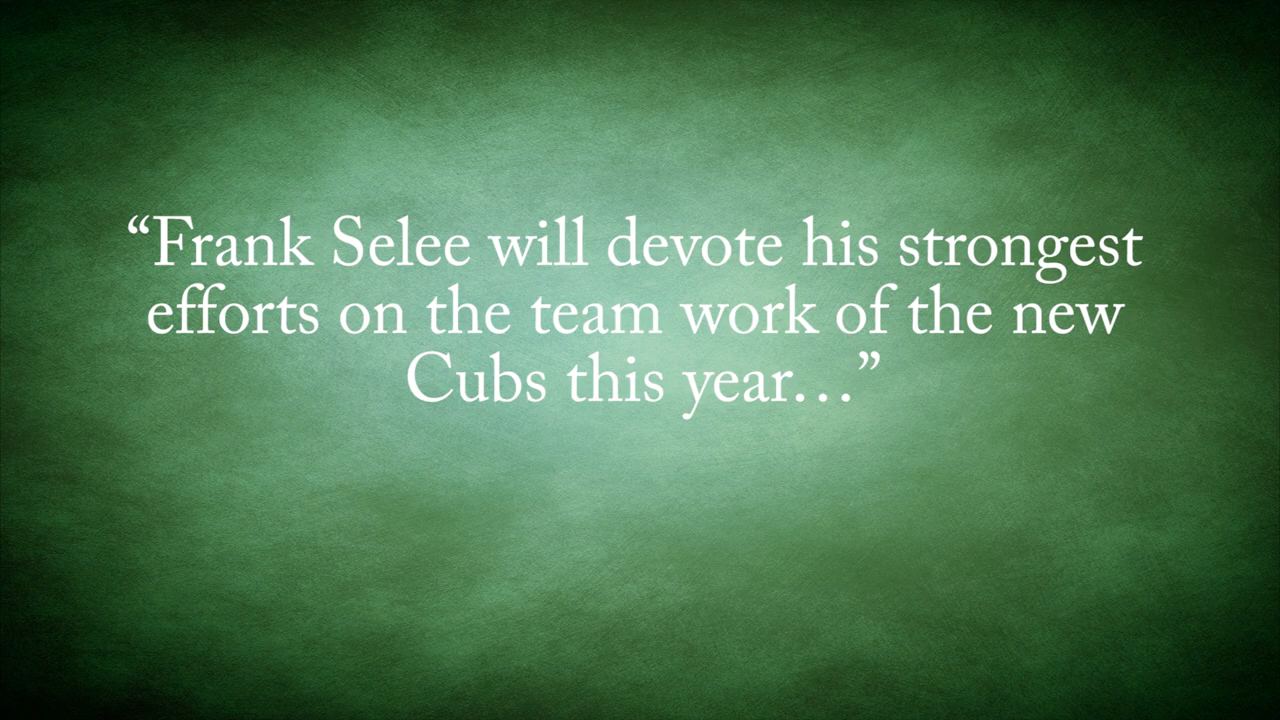 “Frank Selee will devote his strongest
efforts on the team work of the new
Cubs this year…”